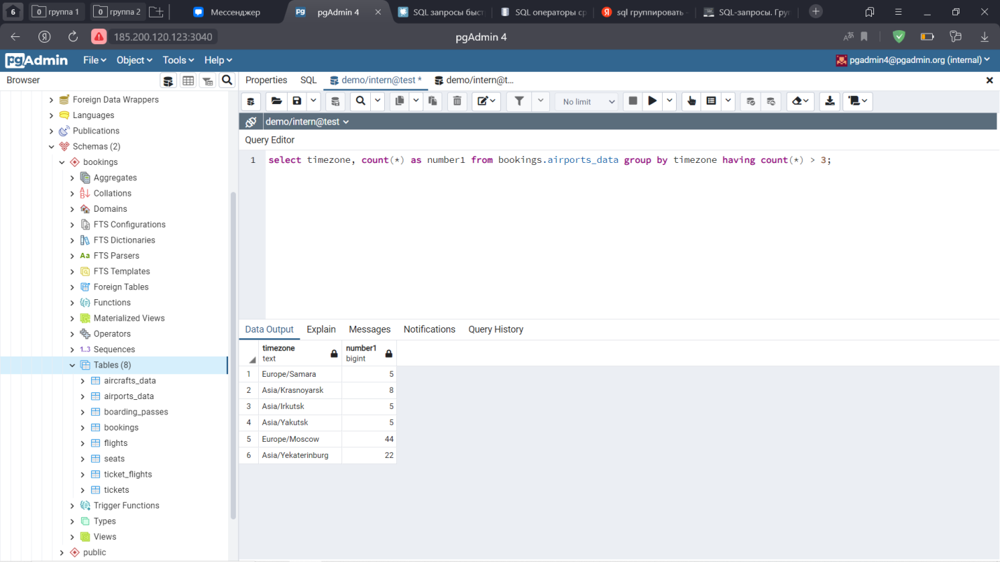 6 0 группа 1 0 группа 2 Мессенджер pgAdmin 4 SQL запросы быст SQL операторы ср sql группировать SQL-запросы. Гру
185.200.120.123:3040 pgAdmin 4
pgAdmin File Object Tools Help pgadmin4@pgadmin.org (internal)
Browser
Properties SQL demo/intern@test * demo/intern@t...
No limit
demo/intern@test
Query Editor
1 select timezone, count(*) as number1 from bookings.airports_data group by timezone having count(*) > 3;
Foreign Data Wrappers
Languages
Publications
Schemas (2)
bookings
Aggregates
Collations
Domains
FTS Configurations
FTS Dictionaries
Aa FTS Parsers
FTS Templates
Foreign Tables
Functions
Materialized Views
Operators
1..3 Sequences
Tables (8)
aircrafts_data
airports_data
boarding_passes
bookings
flights
seats
ticket_flights
tickets
Trigger Functions
Types
Views
public
Data Output Explain Messages Notifications Query History
timezone number1
text bigint
1 Europe/Samara 5
2 Asia/Krasnoyarsk 8
3 Asia/Irkutsk 5
4 Asia/Yakutsk 5
5 Europe/Moscow 44
6 Asia/Yekaterinburg 22